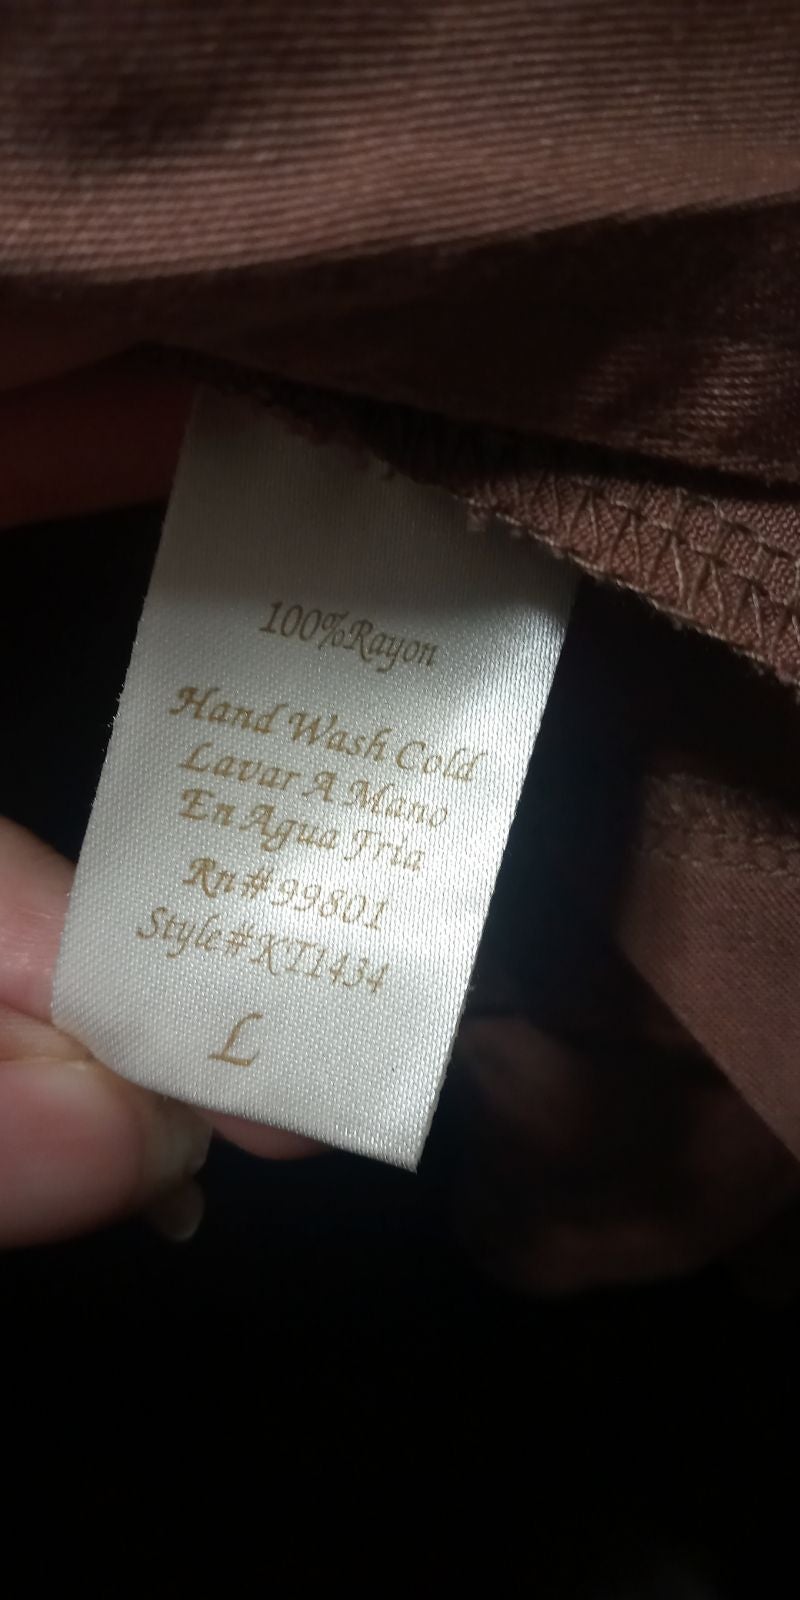 100%Rayon
Hand Wash Cold
Lavar A Mano
En Agua Fria
Rn#99801
Style#KT1434
L